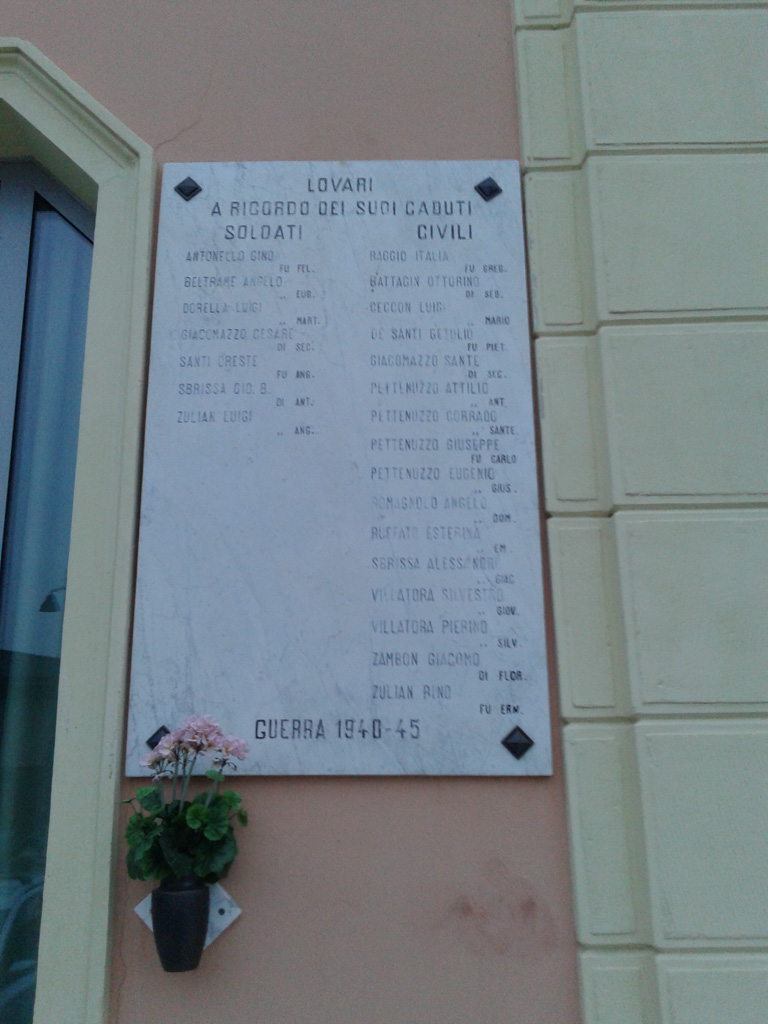 LOVARI
A RICORDO DEI SUOI CADUTI
SOLDATI
ANTONELLO GINO
FU FEL.
BELTRAME ANGELO
,, EUG.
DORELLA LUIGI
,, MART.
GIACOMAZZO CESARE
DI SEC.
SANTI ORESTE
FU ANG.
SBRISSA GIO. B.
DI ANT.
ZULIAN LUIGI
,, ANG.
CIVILI
BAGGIO ITALIA
FU GREG.
BATTAGIN OTTORINO
DI SEB.
CECCON LUIGI
,, MARIO
DE SANTI GETULIO
FU PIET.
GIACOMAZZO SANTE
DI SEC.
PETTENUZZO ATTILIO
,, ANT.
PETTENUZZO CORRADO
,, SANTE.
PETTENUZZO GIUSEPPE
FU CARLO
PETTENUZZO EUGENIO
,, GIUS.
ROMAGNOLO ANGELO
,, DOM.
RUFFATO ESTERINA
,, EM.
SBRISSA
,, GIAC
VILLATORA SILVESTRO
,, GIOV.
VILLATORA PIERINO
,, SILV.
ZAMBON GIACOMO
DI FLOR.
ZULIAN RINO
FU ERN.
GUERRA 1940-45